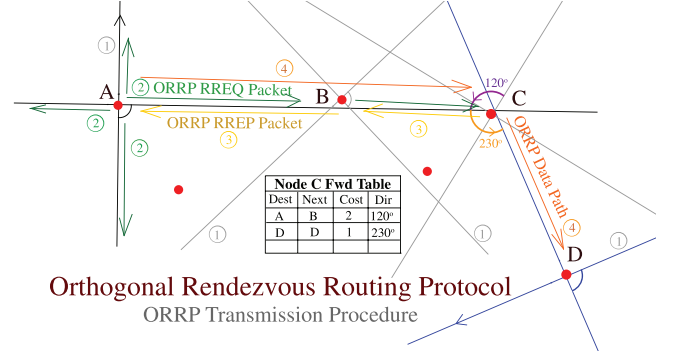 1
4
120°
A
2
ORRP RREQ Packet
B
C
2
ORRP RREP Packet
3
3
230°
2
ORRP Data Path
Node C Fwd Table
Dest Next Cost Dir
A B 2 120°
D D 1 230°
1
1
4
1
D
Orthogonal Rendezvous Routing Protocol
ORRP Transmission Procedure